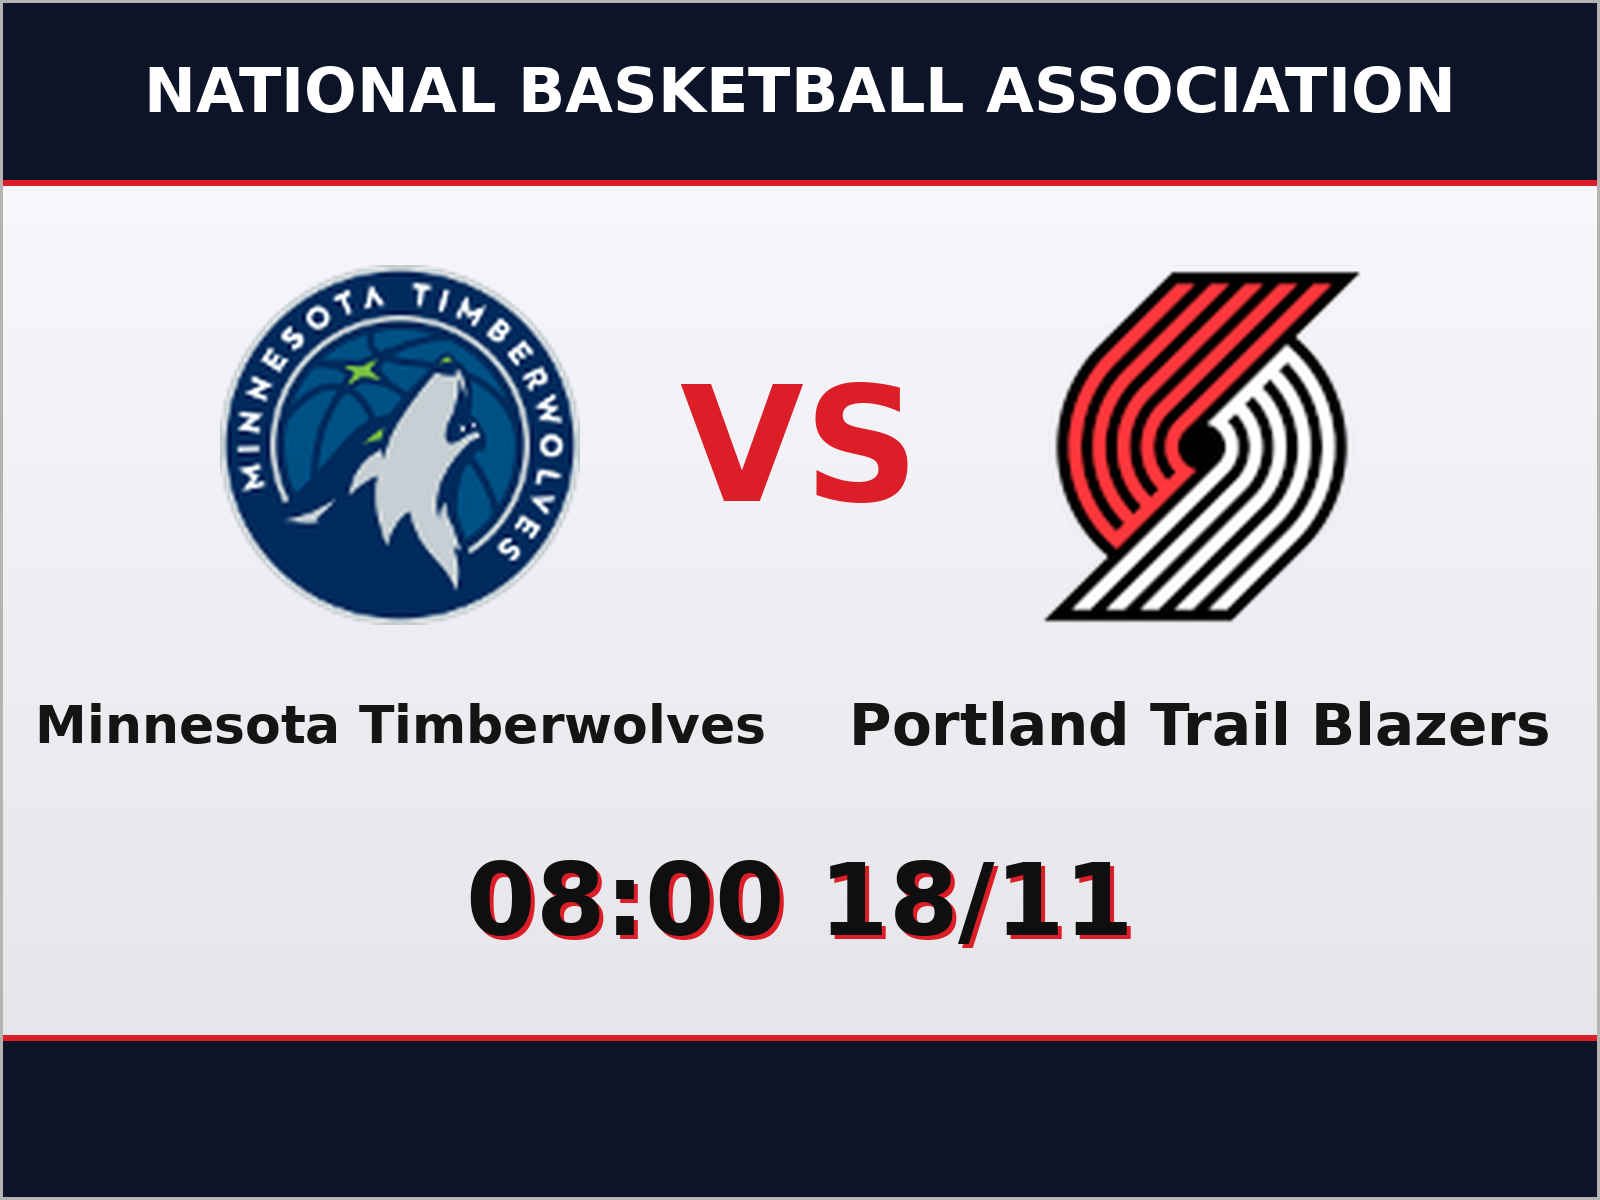 NATIONAL BASKETBALL ASSOCIATION
MINNESOTA TIMBERWOLVES
VS
Minnesota Timberwolves
Portland Trail Blazers
08:00 18/11